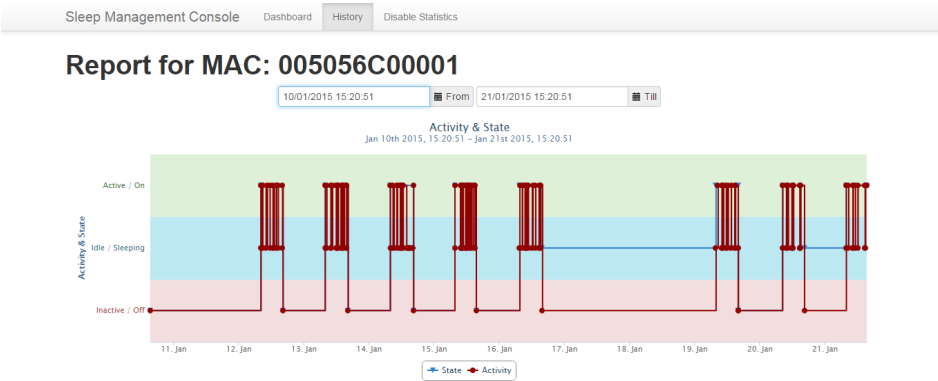 Sleep Management Console Dashboard History Disable Statistics
Report for MAC: 005056C00001
10/01/2015 15:20:51 From 21/01/2015 15:20:51 Till
Activity & State
Jan 10th 2015, 15:20:51 – Jan 21st 2015, 15:20:51
Active / On
Idle / Sleeping
Inactive / Off
Activity & State
11. Jan 12. Jan 13. Jan 14. Jan 15. Jan 16. Jan 17. Jan 18. Jan 19. Jan 20. Jan 21. Jan
State Activity